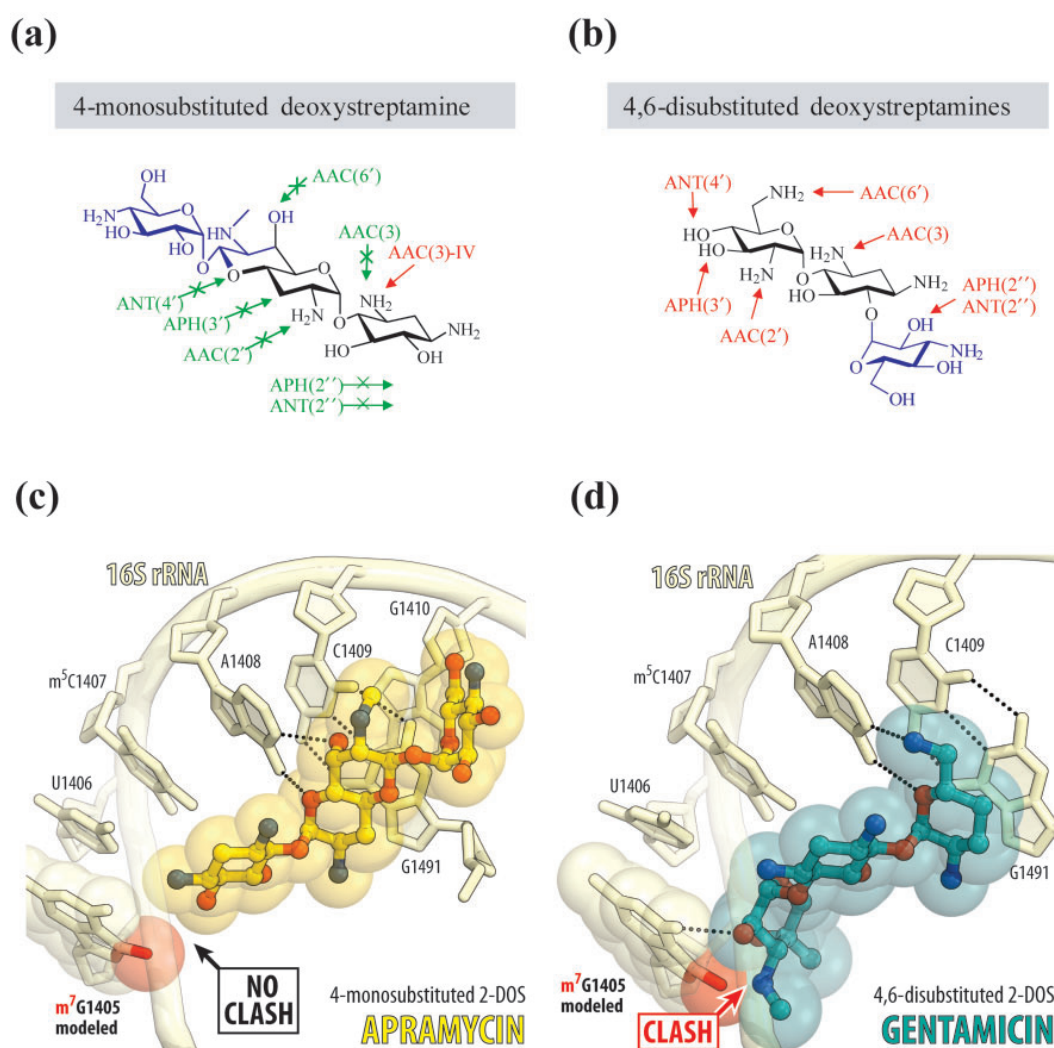 (a)
4-monosubstituted deoxystreptamine
OH
AAC(6′)
H₂N
O
HN
OH
HO
OH
O
AAC(3)
AAC(3)-IV
O
O
ANT(4′)
APH(3′)
H₂N
NH₂
O
NH₂
AAC(2′)
HO
OH
APH(2′′)
ANT(2′′)
(b)
4,6-disubstituted deoxystreptamines
ANT(4′)
NH₂
AAC(6′)
HO
O
HO
H₂N
AAC(3)
H₂N
O
NH₂
APH(3′)
HO
O
APH(2′′)
ANT(2′′)
AAC(2′)
OH
O
NH₂
HO
OH
OH
(c)
16S rRNA
G1410
C1409
A1408
m⁵C1407
U1406
G1491
m⁷G1405
modeled
NO
CLASH
4-monosubstituted 2-DOS
APRAMYCIN
(d)
16S rRNA
C1409
A1408
m⁵C1407
U1406
G1491
m⁷G1405
modeled
CLASH
4,6-disubstituted 2-DOS
GENTAMICIN